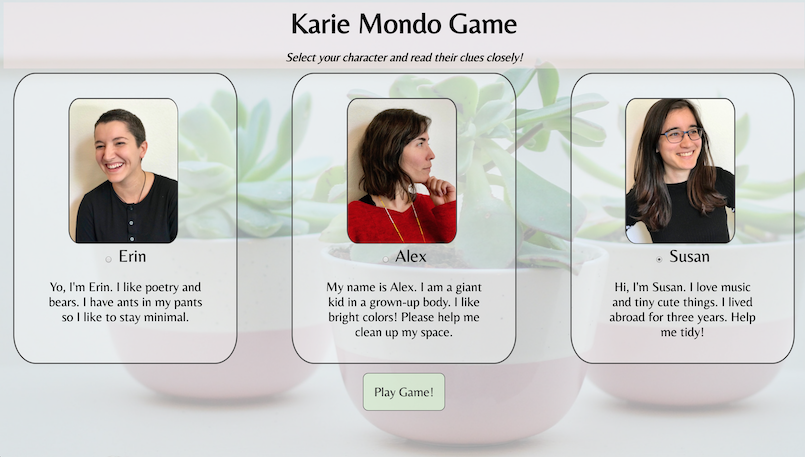 Karie Mondo Game
Select your character and read their clues closely!
Erin
Yo, I'm Erin. I like poetry and
bears. I have ants in my pants
so I like to stay minimal.
Alex
My name is Alex. I am a giant
kid in a grown-up body. I like
bright colors! Please help me
clean up my space.
Susan
Hi, I'm Susan. I love music
and tiny cute things. I lived
abroad for three years. Help
me tidy!
Play Game!